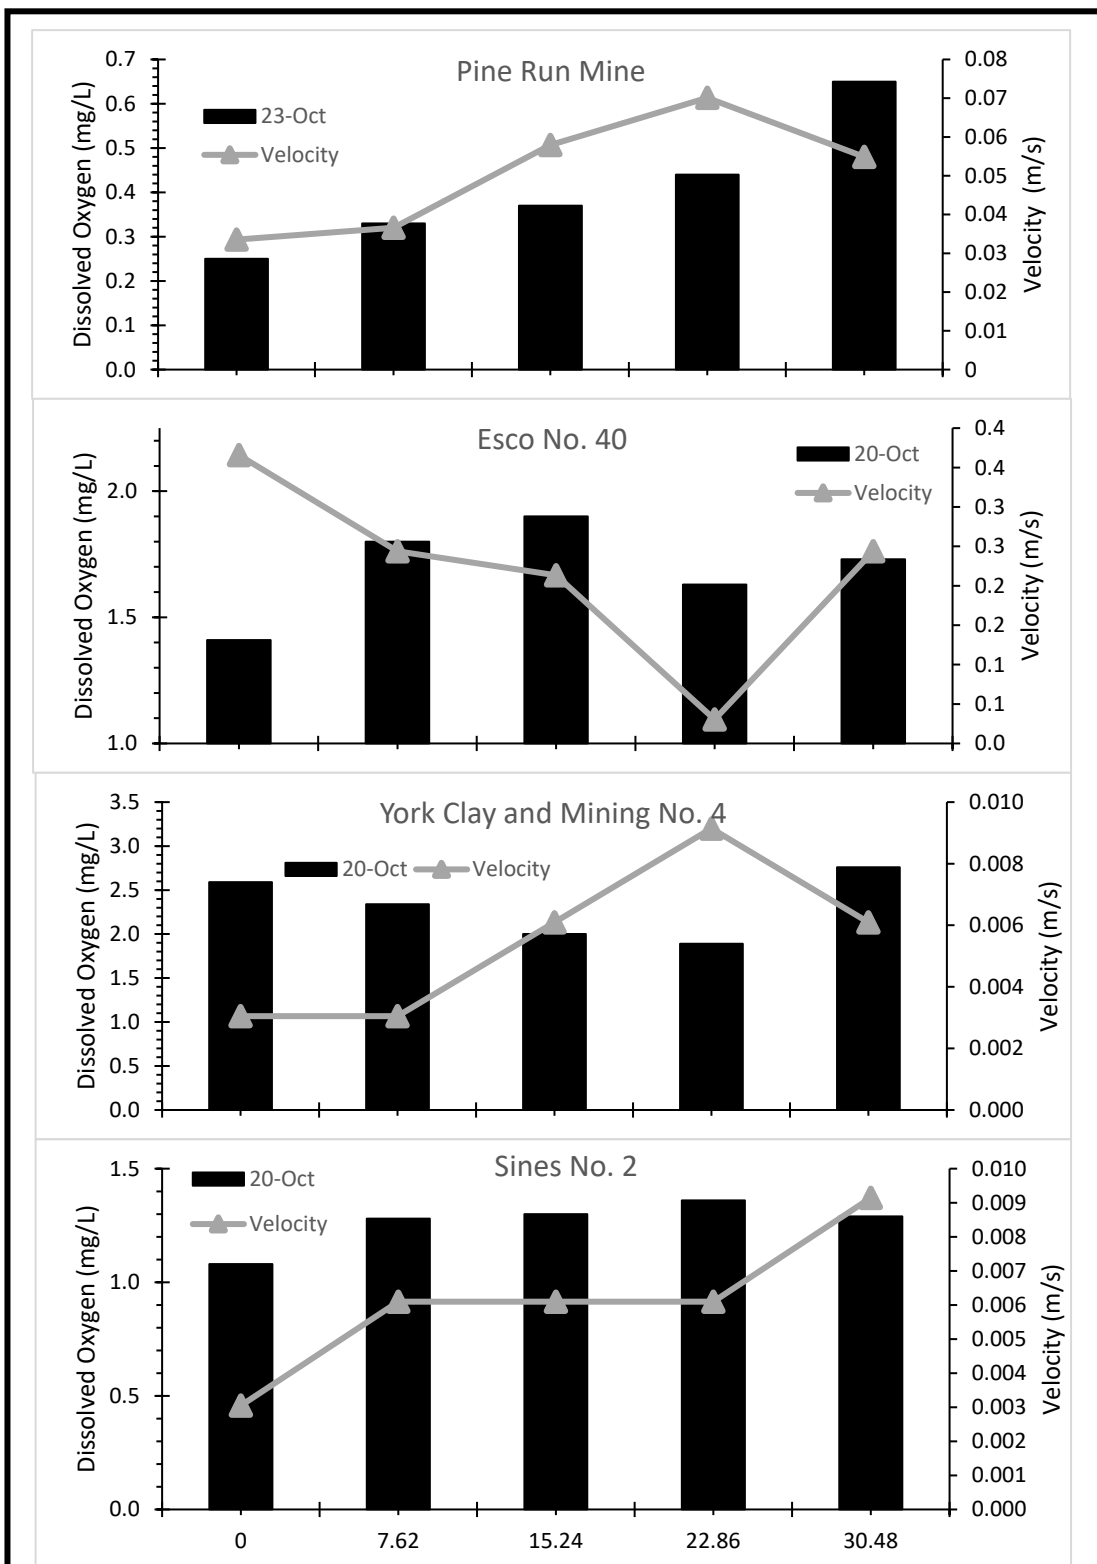 Pine Run Mine
Dissolved Oxygen (mg/L)
0.7
0.6
0.5
0.4
0.3
0.2
0.1
0.0
23-Oct
Velocity
0.08
0.07
0.06
0.05
0.04
0.03
0.02
0.01
0
Velocity (m/s)
Esco No. 40
Dissolved Oxygen (mg/L)
2.0
1.5
1.0
20-Oct
Velocity
0.4
0.4
0.3
0.3
0.2
0.2
0.1
0.1
0.0
Velocity (m/s)
York Clay and Mining No. 4
Dissolved Oxygen (mg/L)
3.5
3.0
2.5
2.0
1.5
1.0
0.5
0.0
20-Oct Velocity
0.010
0.008
0.006
0.004
0.002
0.000
Velocity (m/s)
Sines No. 2
Dissolved Oxygen (mg/L)
1.5
1.0
0.5
0.0
20-Oct
Velocity
0.010
0.009
0.008
0.007
0.006
0.005
0.004
0.003
0.002
0.001
0.000
Velocity (m/s)
0 7.62 15.24 22.86 30.48